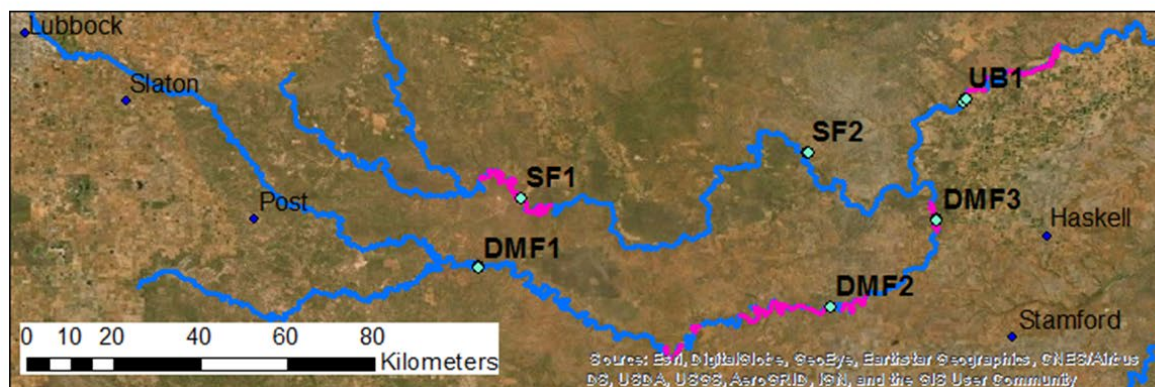 Lubbock
UB1
Slaton
SF2
SF1
Post
DMF3
Haskell
DMF1
DMF2
0 10 20 40 60 80
Kilometers
Stamford
Source: Esri, DigitalGlobe, GeoEye, Earthstar Geographics, CNES/Airbus
DS, USDA, USGS, AeroGRID, IGN, and the GIS User Community